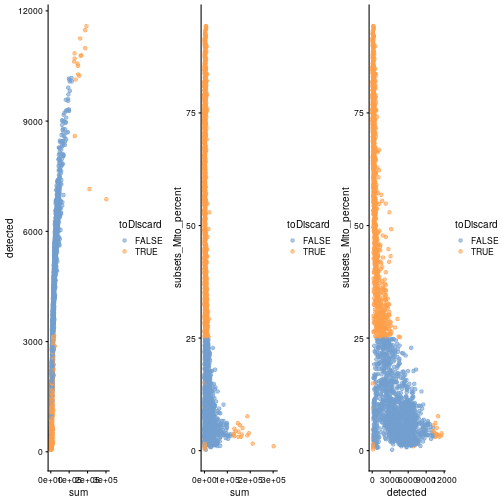 12000
9000
6000
3000
0
detected
0e+00 1e+05 2e+05 3e+05
sum
toDIscard
FALSE
TRUE
75
50
25
0
subsets_MIto_percent
0e+00 1e+05 2e+05 3e+05
sum
toDIscard
FALSE
TRUE
75
50
25
0
subsets_MIto_percent
0 3000 6000 9000 12000
detected
toDIscard
FALSE
TRUE